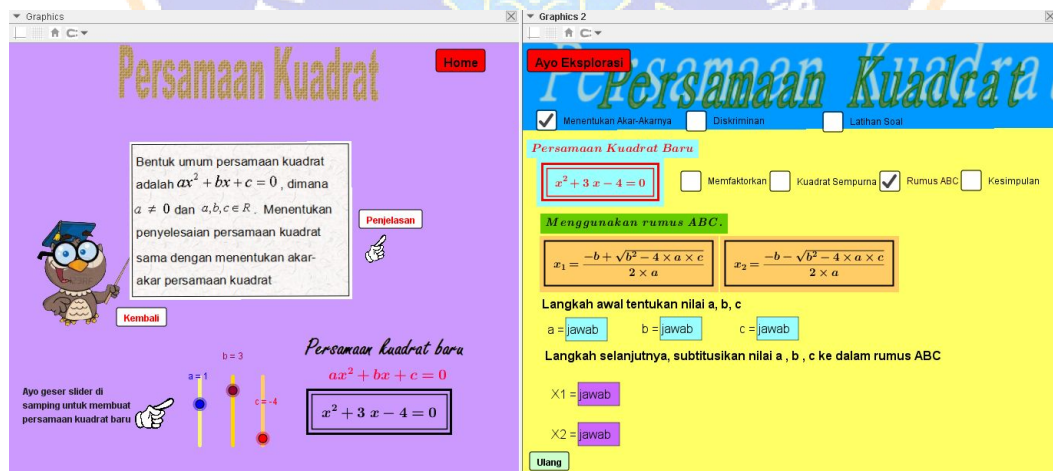 Graphics
Persamaan Kuadrat
Home
Bentuk umum persamaan kuadrat
adalah ax² + bx + c = 0 , dimana
a ≠ 0 dan a,b,c ∈ R . Menentukan
penyelesaian persamaan kuadrat
sama dengan menentukan akar-
akar persamaan kuadrat
Penjelasan
Kembali
Ayo geser slider di
samping untuk membuat
persamaan kuadrat baru
a = 1
b = 3
c = -4
Persamaan kuadrat baru
ax² + bx + c = 0
x² + 3 x − 4 = 0
Graphics 2
Ayo Eksplorasi
Persamaan Kuadrat
Persamaan Kuadrat
Menentukan Akar-Akarnya
Diskriminan
Latihan Soal
Persamaan Kuadrat Baru
x² + 3 x − 4 = 0
Memfaktorkan
Kuadrat Sempurna
Rumus ABC
Kesimpulan
Menggunakan rumus ABC.
x₁ = (−b + √(b² − 4 × a × c)) / (2 × a)
x₂ = (−b − √(b² − 4 × a × c)) / (2 × a)
Langkah awal tentukan nilai a, b, c
a = jawab
b = jawab
c = jawab
Langkah selanjutnya, subtitusikan nilai a , b , c ke dalam rumus ABC
X1 = jawab
X2 = jawab
Ulang